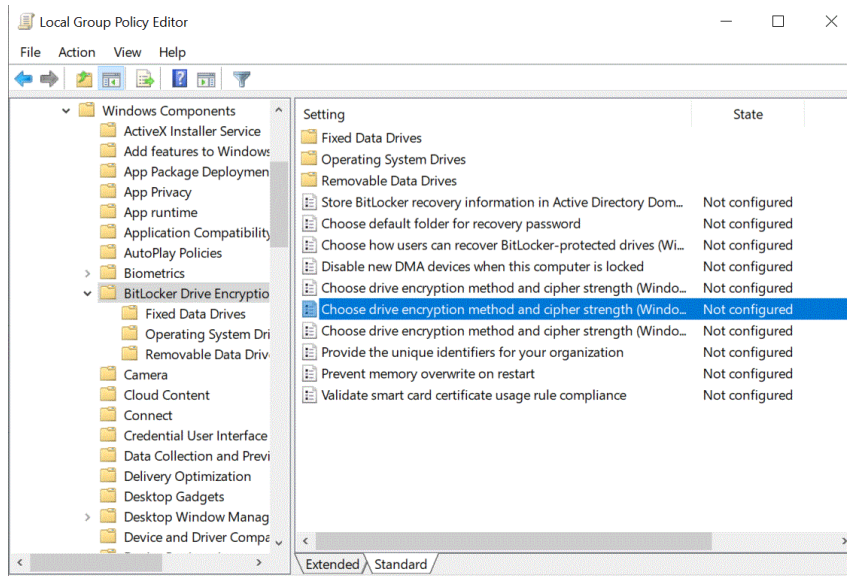 Local Group Policy Editor
File Action View Help
Windows Components
ActiveX Installer Service
Add features to Windows
App Package Deploymen
App Privacy
App runtime
Application Compatibility
AutoPlay Policies
Biometrics
BitLocker Drive Encryptio
Fixed Data Drives
Operating System Dri
Removable Data Driv
Camera
Cloud Content
Connect
Credential User Interface
Data Collection and Previ
Delivery Optimization
Desktop Gadgets
Desktop Window Manag
Device and Driver Compa
Setting State
Fixed Data Drives
Operating System Drives
Removable Data Drives
Store BitLocker recovery information in Active Directory Dom... Not configured
Choose default folder for recovery password Not configured
Choose how users can recover BitLocker-protected drives (Wi... Not configured
Disable new DMA devices when this computer is locked Not configured
Choose drive encryption method and cipher strength (Windo... Not configured
Choose drive encryption method and cipher strength (Windo... Not configured
Choose drive encryption method and cipher strength (Windo... Not configured
Provide the unique identifiers for your organization Not configured
Prevent memory overwrite on restart Not configured
Validate smart card certificate usage rule compliance Not configured
Extended Standard